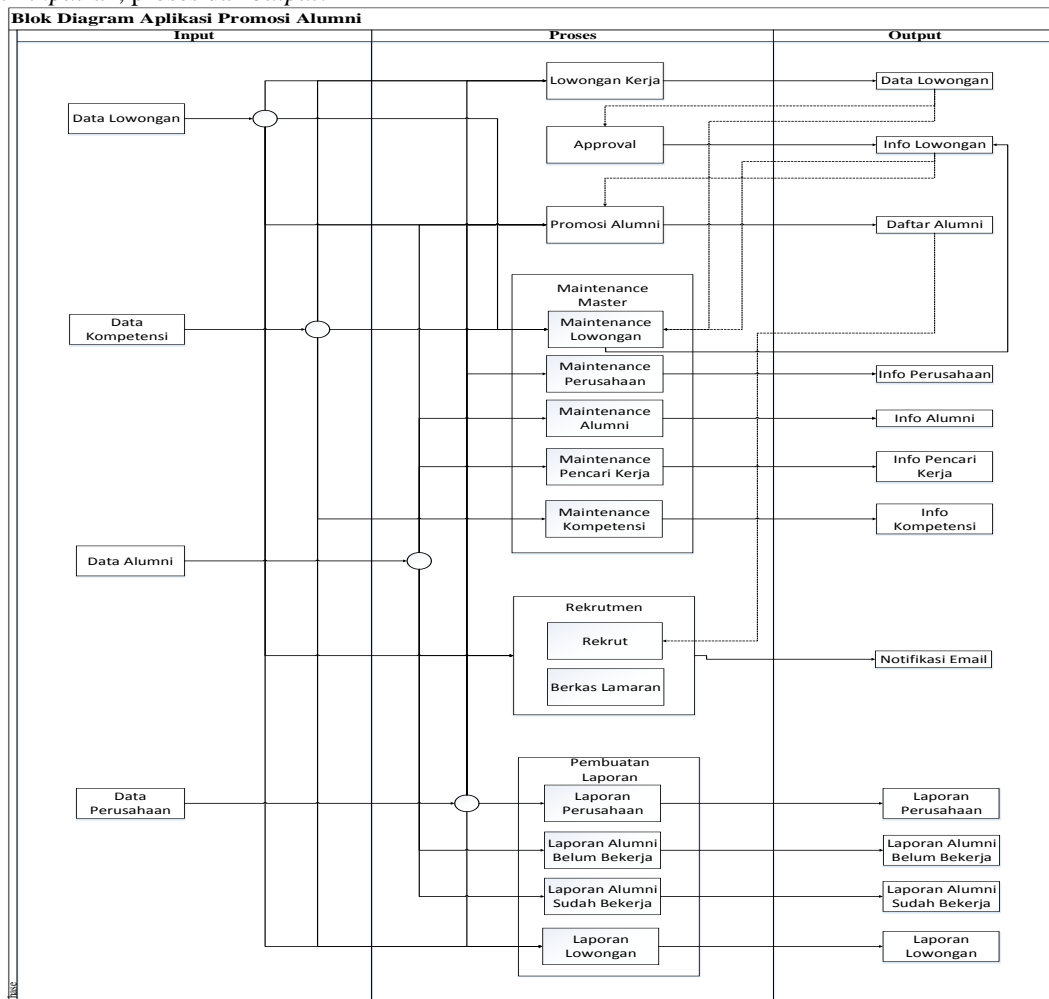 , proses dan
Blok Diagram Aplikasi Promosi Alumni
Input
Proses
Output
Data Lowongan
Data
Kompetensi
Data Alumni
Data
Perusahaan
Lowongan Kerja
Approval
Promosi Alumni
Maintenance
Master
Maintenance
Lowongan
Maintenance
Perusahaan
Maintenance
Alumni
Maintenance
Pencari Kerja
Maintenance
Kompetensi
Rekrutmen
Rekrut
Berkas Lamaran
Pembuatan
Laporan
Laporan
Perusahaan
Laporan Alumni
Belum Bekerja
Laporan Alumni
Sudah Bekerja
Laporan
Lowongan
Data Lowongan
Info Lowongan
Daftar Alumni
Info Perusahaan
Info Alumni
Info Pencari
Kerja
Info
Kompetensi
Notifikasi Email
Laporan
Perusahaan
Laporan Alumni
Belum Bekerja
Laporan Alumni
Sudah Bekerja
Laporan
Lowongan